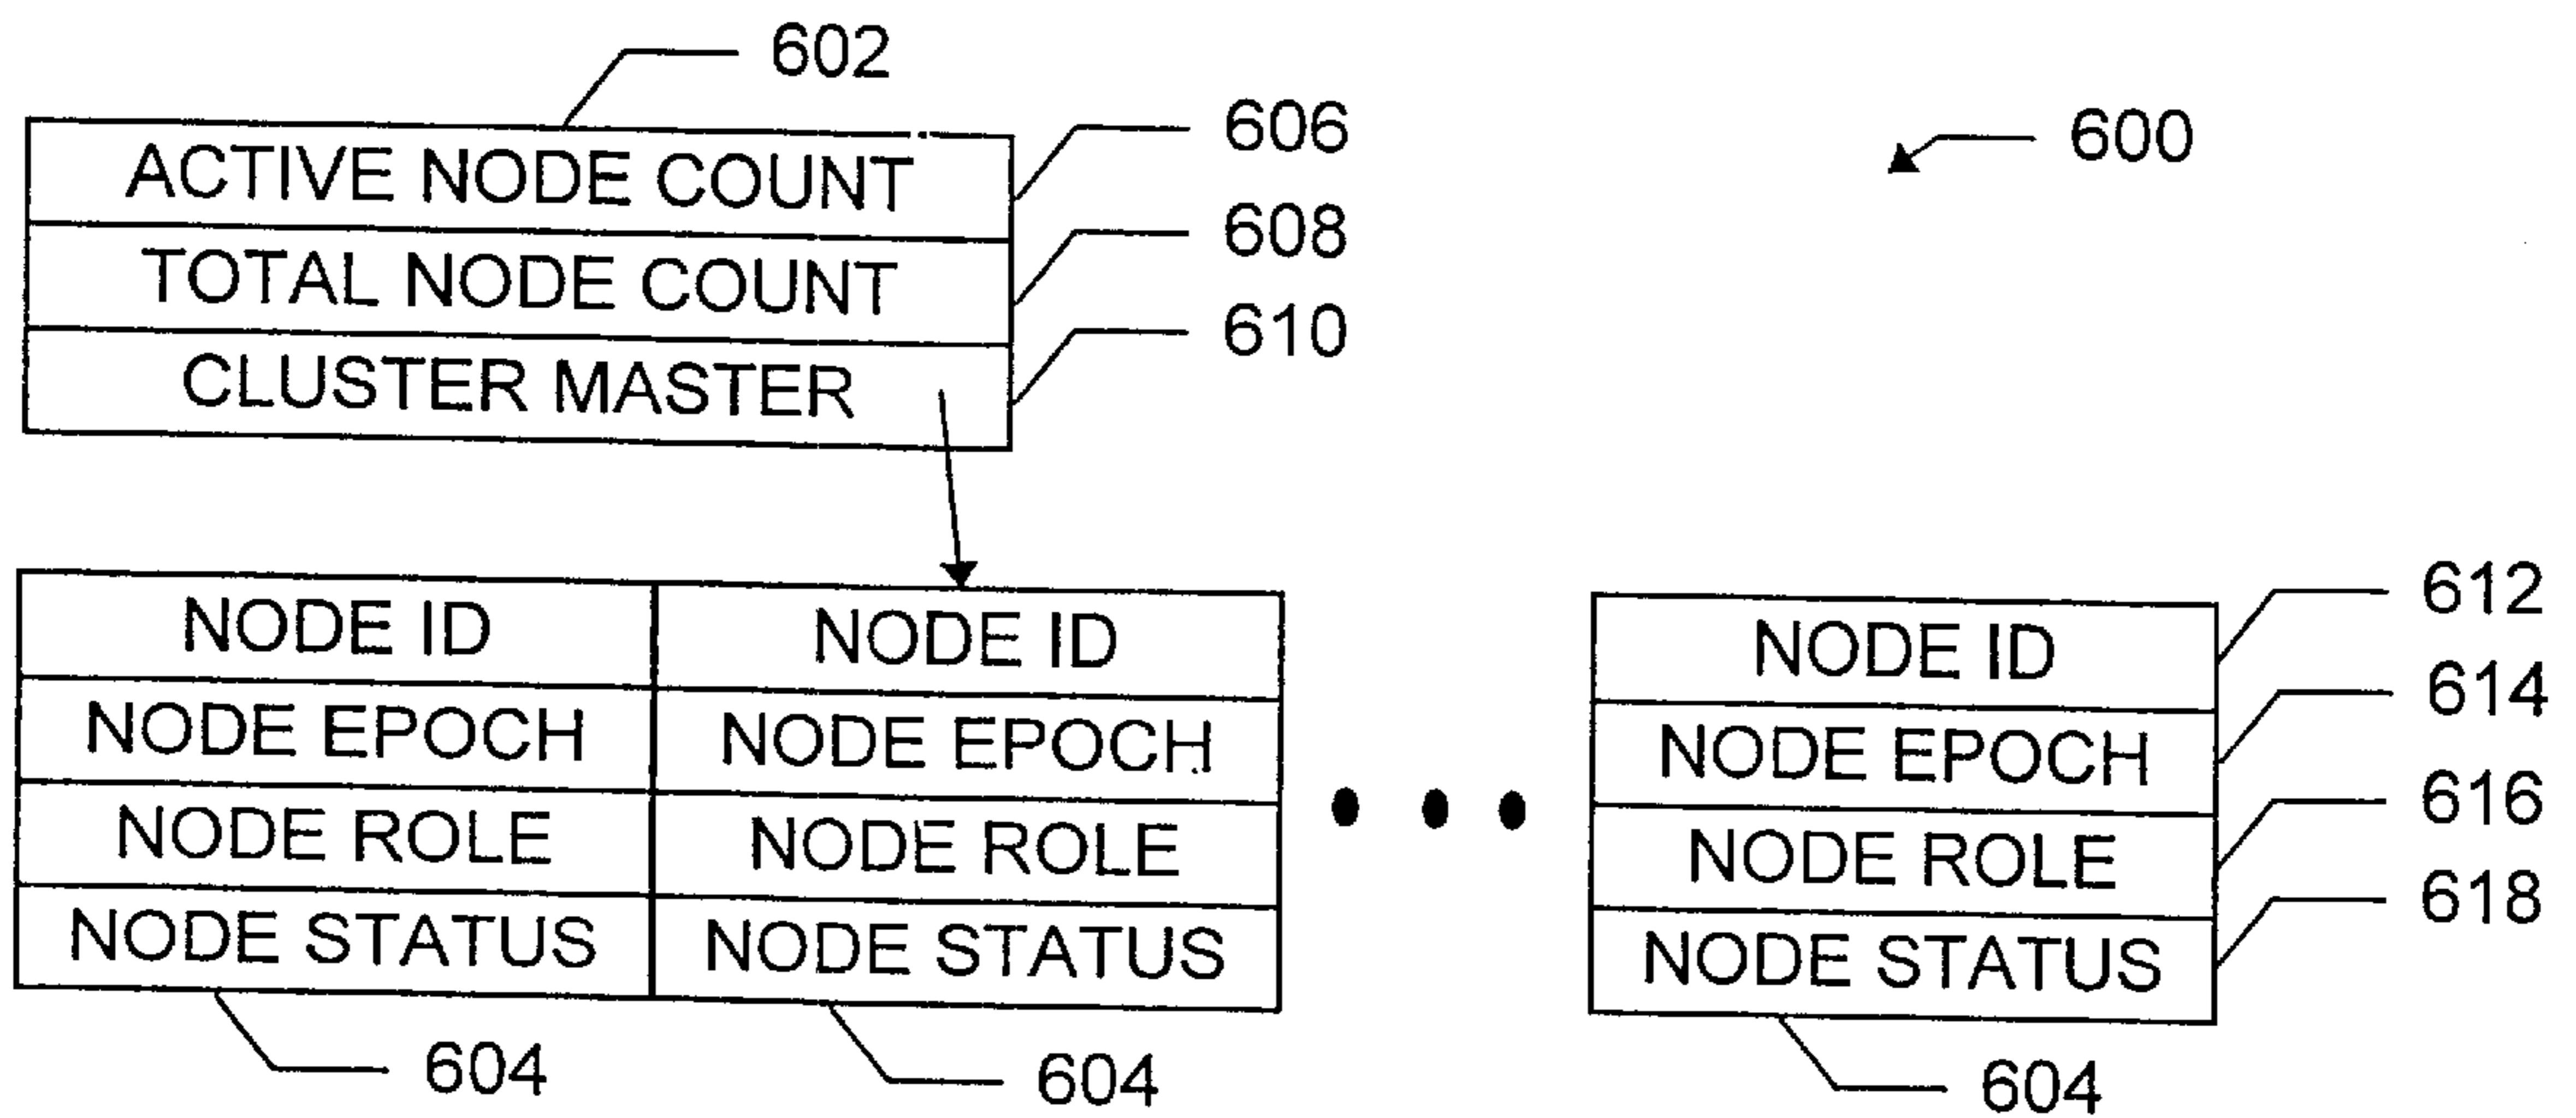 602
ACTIVE NODE COUNT 606
600
TOTAL NODE COUNT 608
CLUSTER MASTER 610
NODE ID NODE ID NODE ID 612
NODE EPOCH NODE EPOCH NODE EPOCH 614
NODE ROLE NODE ROLE NODE ROLE 616
NODE STATUS NODE STATUS NODE STATUS 618
604 604 604